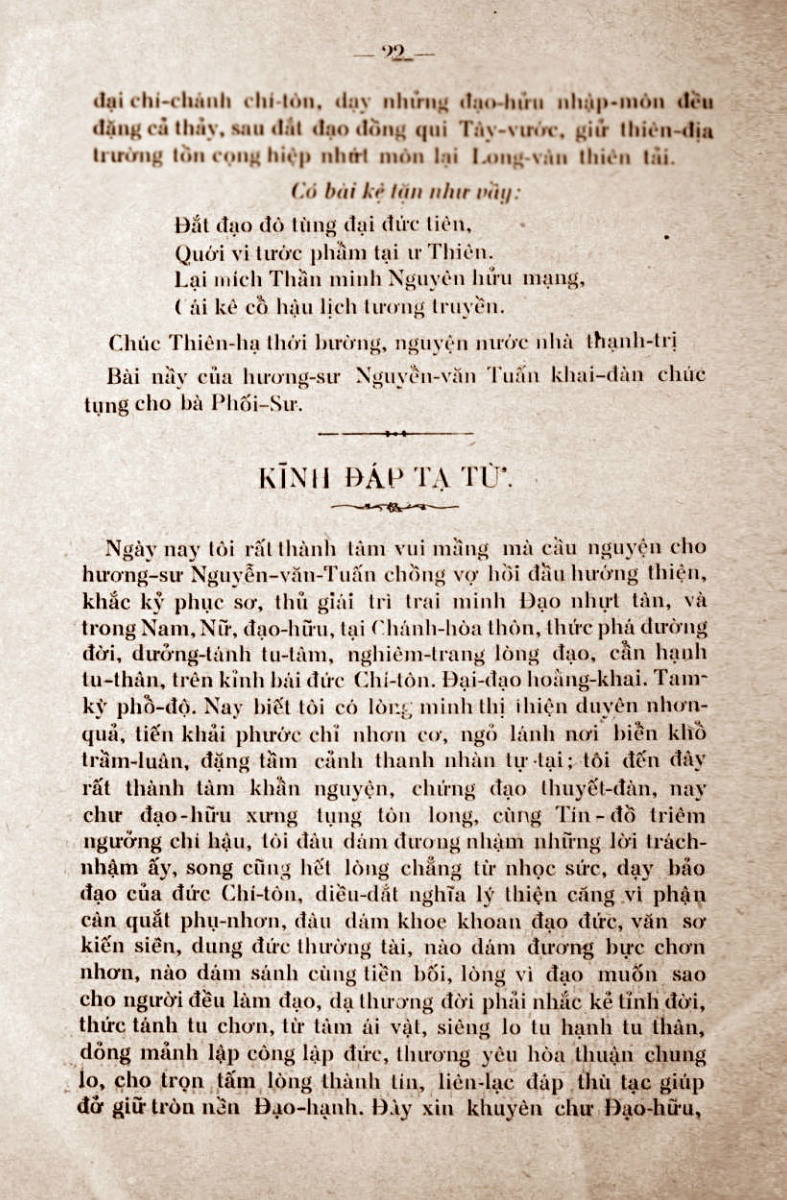 — 22 —
đại chí-chánh chí-tôn, dạy những đạo-hữu nhập-môn đều
đặng cả thảy, sau dắt đạo đồng qui Tây-vước, giử thiên-địa
trường tồn cọng hiệp nhứt môn lại Long-vân thiên tải.
Có bài kệ tán như vầy:
Đắt đạo đô tùng đại đức tiên,
Quới vi tước phẩm tại ư Thiên.
Lại mích Thần minh Nguyên hửu mạng,
Cái kê cỗ hậu lịch tương truyền.
Chúc Thiên-hạ thới bường, nguyện nước nhà thạnh-trị
Bài nầy của hương-sư Nguyễn-văn Tuấn khai-đàn chúc
tụng cho bà Phối-Sư.
KĨNH ĐÁP TẠ TỪ.
Ngày nay tôi rất thành tâm vui mầng mà cầu nguyện cho
hương-sư Nguyễn-văn-Tuấn chồng vợ hồi đầu hướng thiện,
khắc kỷ phục sơ, thủ giái trì trai minh Đạo nhựt tân, và
trong Nam, Nữ, đạo-hữu, tại Chánh-hòa thôn, thức phá đường
đời, dưỡng-tánh tu-tâm, nghiêm-trang lòng đạo, cần hạnh
tu-thân, trên kỉnh bái đức Chí-tôn. Đại-đạo hoằng-khai. Tam-
kỳ phổ-độ. Nay biết tôi có lòng minh thị thiện duyên nhơn-
quả, tiến khải phước chỉ nhơn cơ, ngỏ lánh nơi biển khổ
trầm-luân, đặng tầm cảnh thanh nhàn tự-tại; tôi đến đây
rất thành tâm khẩn nguyện, chứng đạo thuyết-đàn, nay
chư đạo-hữu xưng tụng tôn long, cùng Tín-đồ triêm
ngưởng chí hậu, tôi đâu dám đương nhậm những lời trách-
nhậm ấy, song cũng hết lòng chẳng từ nhọc sức, dạy bảo
đạo của đức Chí-tôn, diều-dắt nghĩa lý thiện căng vì phận
cân quắt phụ-nhơn, đâu dám khoe khoan đạo đức, văn sơ
kiến siển, dung đức thường tài, nào dám đương bực chơn
nhơn, nào dám sánh cùng tiền bối, lòng vì đạo muốn sao
cho người đều làm đạo, dạ thương đời phải nhắc kẻ tỉnh đời,
thức tánh tu chơn, từ tâm ái vật, siêng lo tu hạnh tu thân,
dỏng mảnh lập công lập đức, thương yêu hòa thuận chung
lo, cho trọn tấm lòng thành tín, liên-lạc đáp thù tạc giúp
đở giữ tròn nền Đạo-hạnh. Đây xin khuyên chư Đạo-hữu,